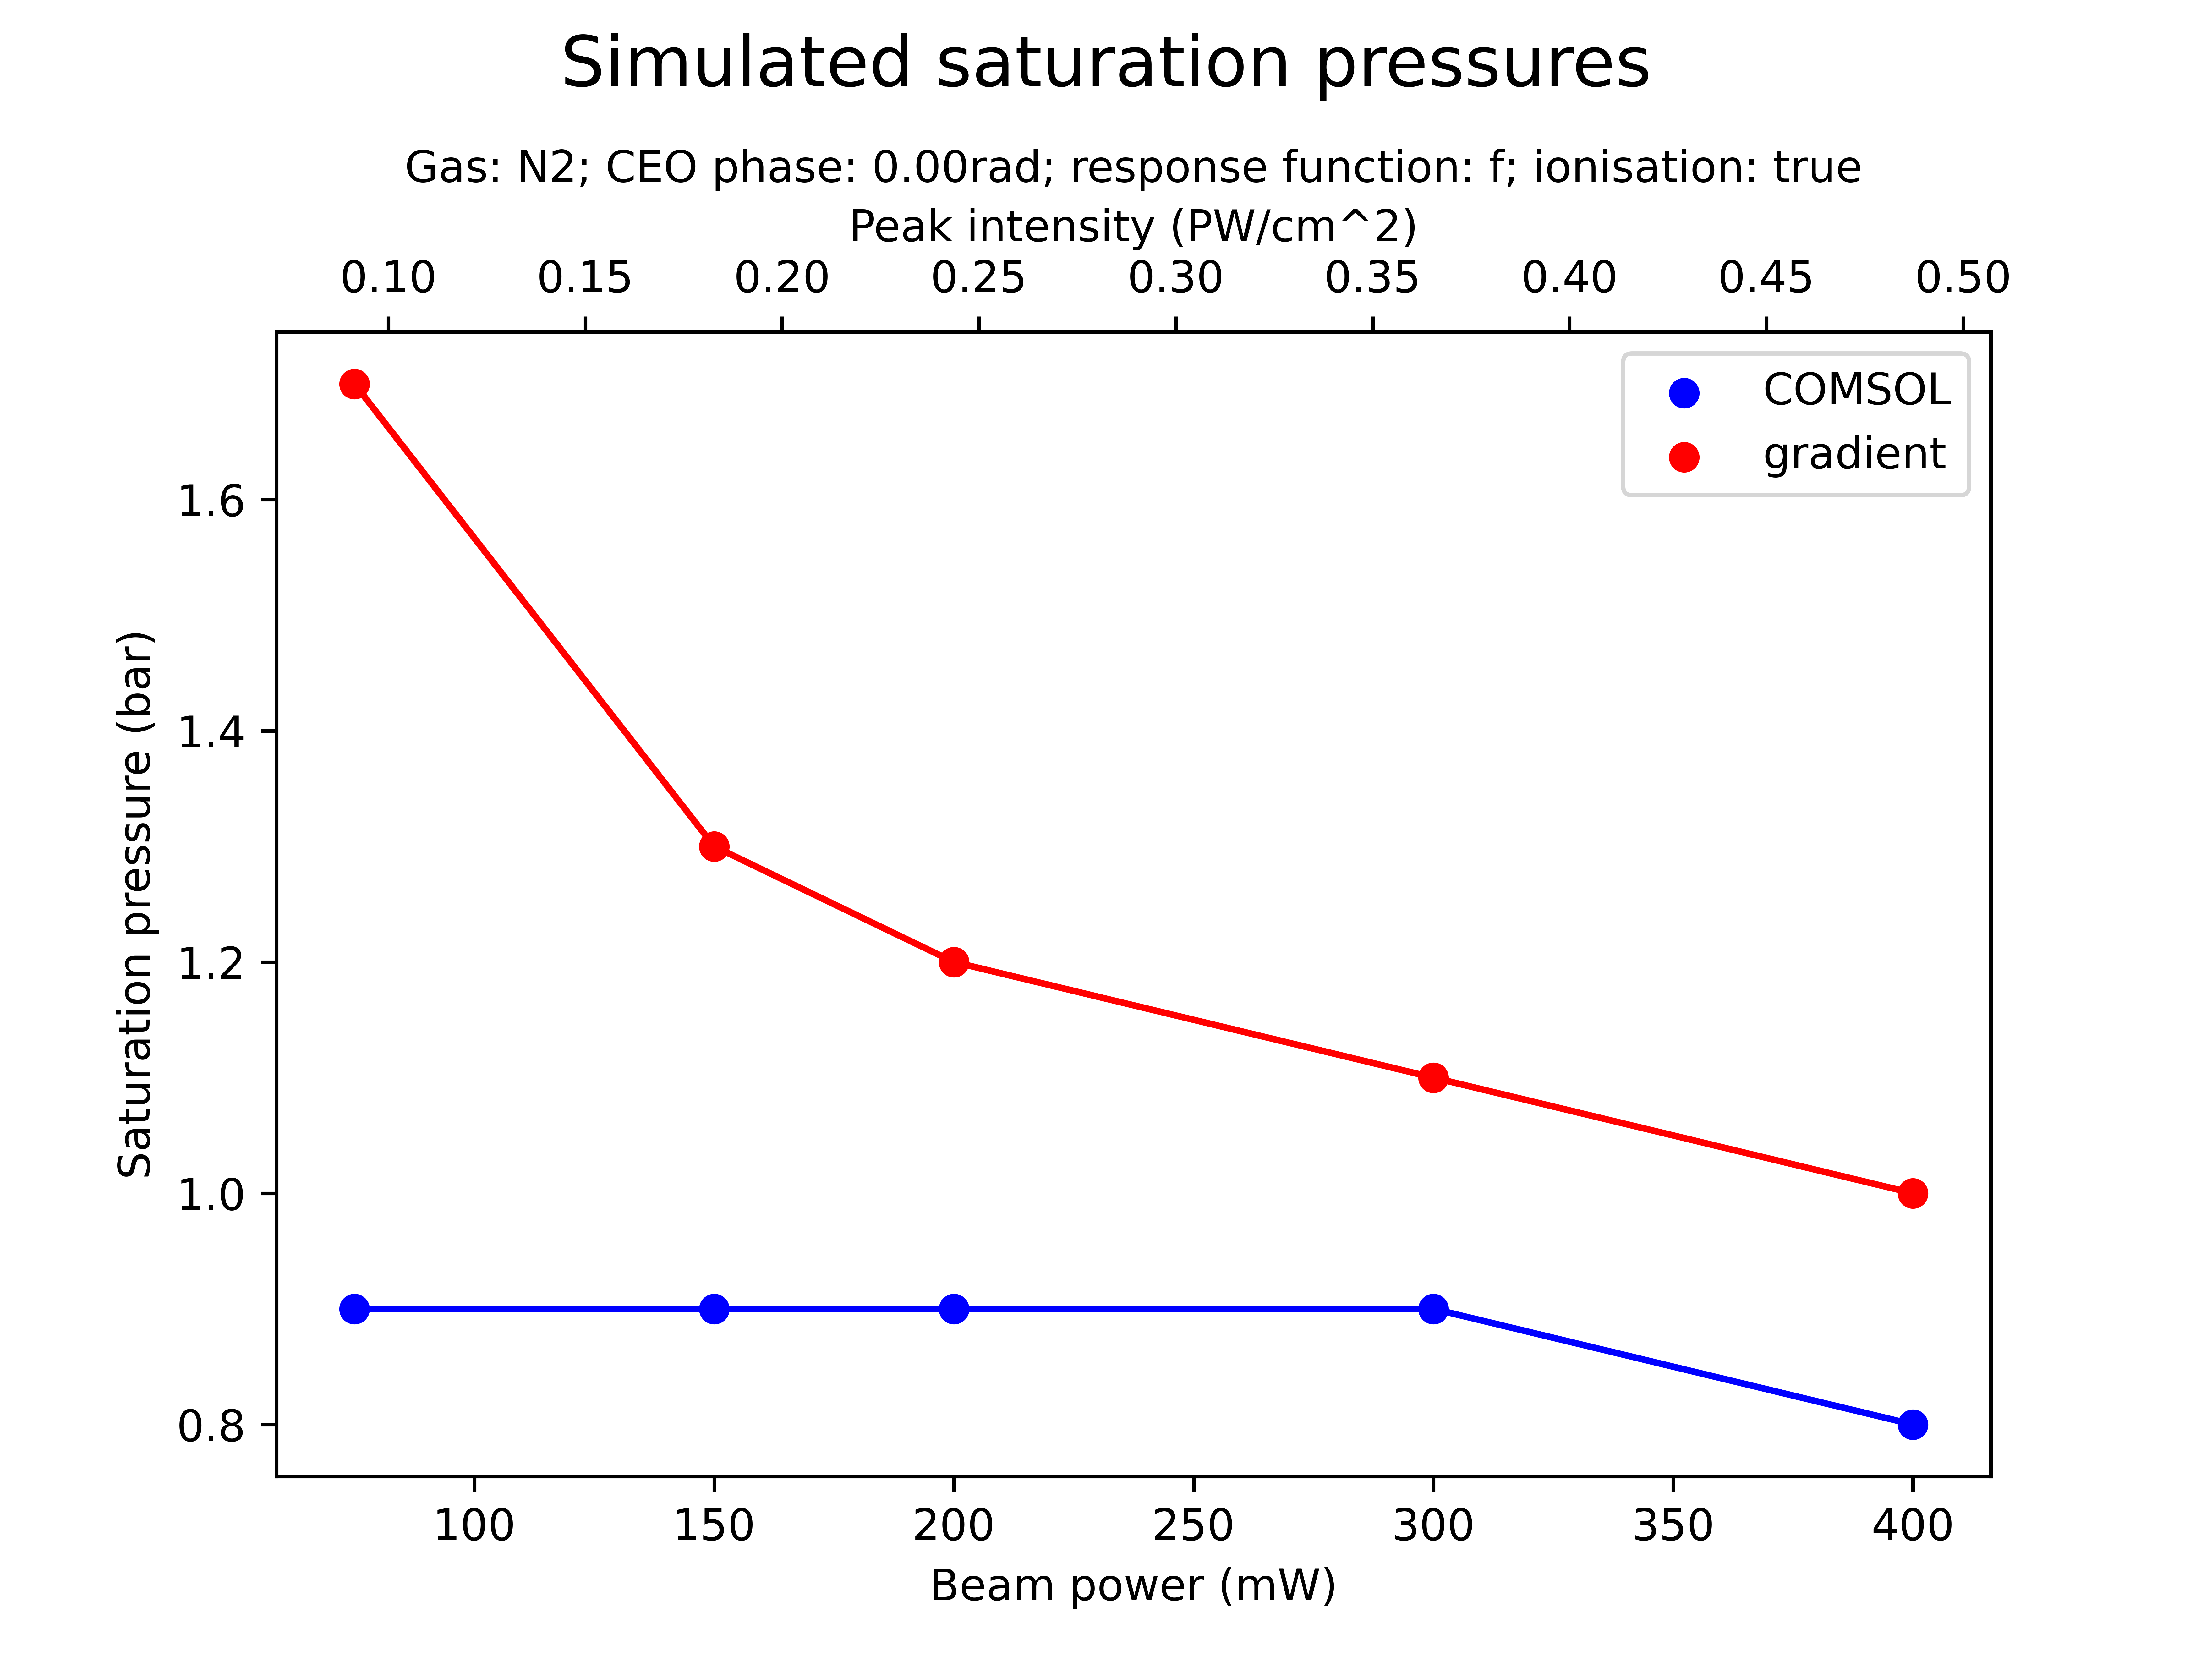 Simulated saturation pressures
Gas: N2; CEO phase: 0.00rad; response function: f; ionisation: true
Peak intensity (PW/cm^2)
0.10 0.15 0.20 0.25 0.30 0.35 0.40 0.45 0.50
COMSOL
gradient
Saturation pressure (bar)
1.6
1.4
1.2
1.0
0.8
100 150 200 250 300 350 400
Beam power (mW)